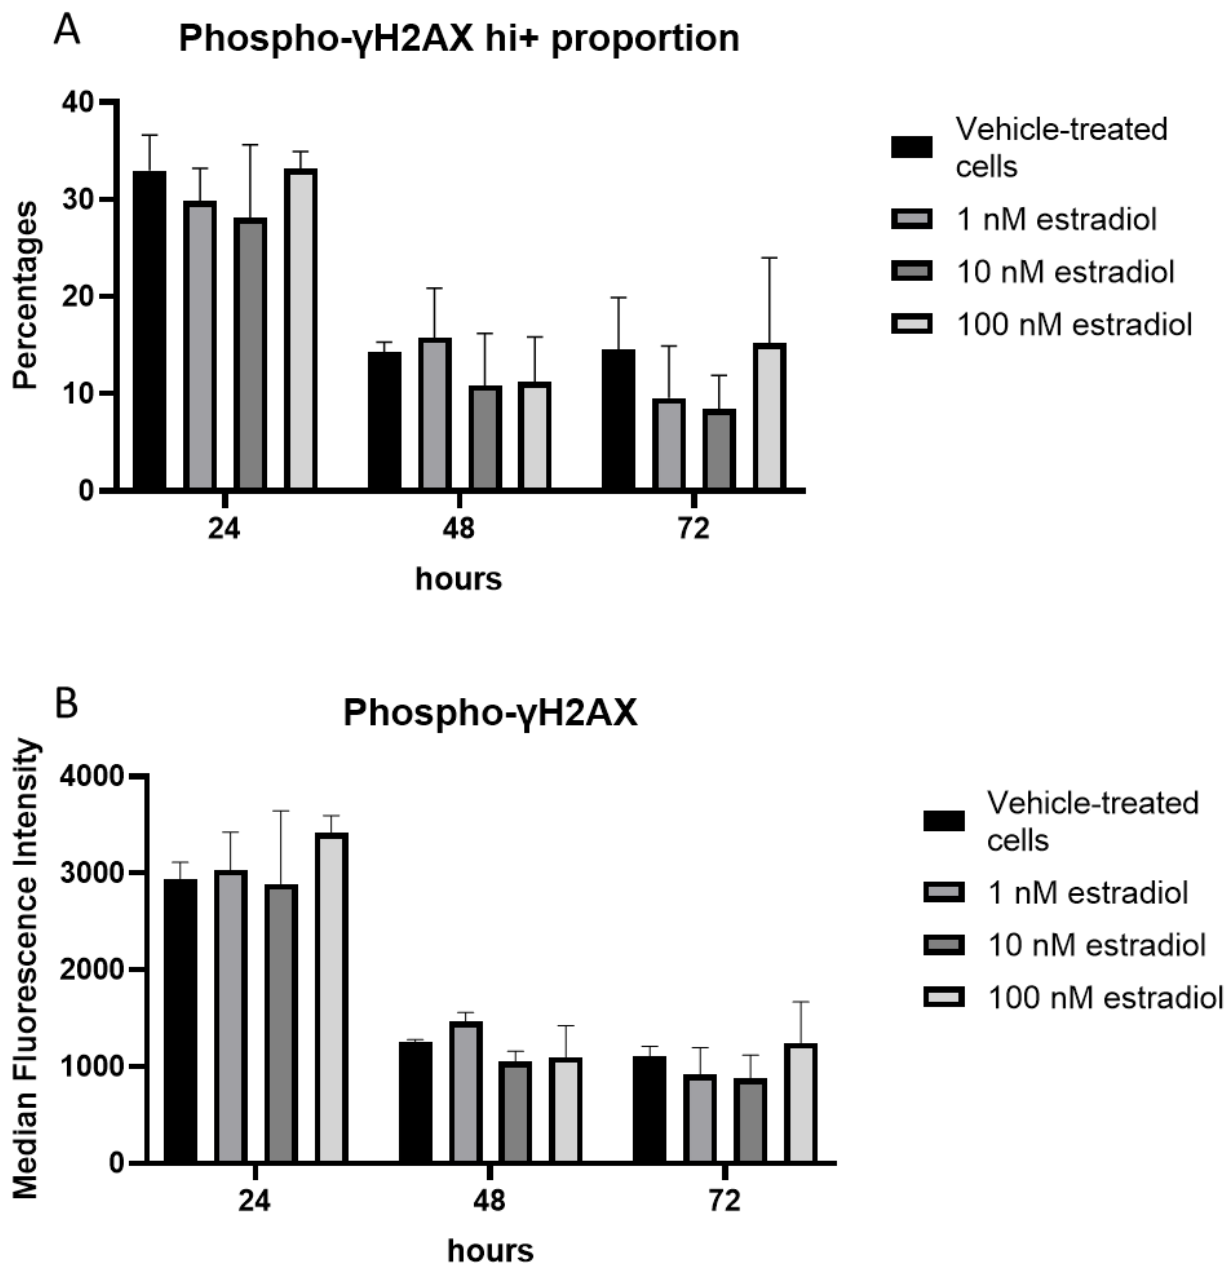 A
Phospho-γH2AX hi+ proportion
Percentages
40
30
20
10
0
24
48
72
hours
Vehicle-treated
cells
1 nM estradiol
10 nM estradiol
100 nM estradiol
B
Phospho-γH2AX
Median Fluorescence Intensity
4000
3000
2000
1000
0
24
48
72
hours
Vehicle-treated
cells
1 nM estradiol
10 nM estradiol
100 nM estradiol